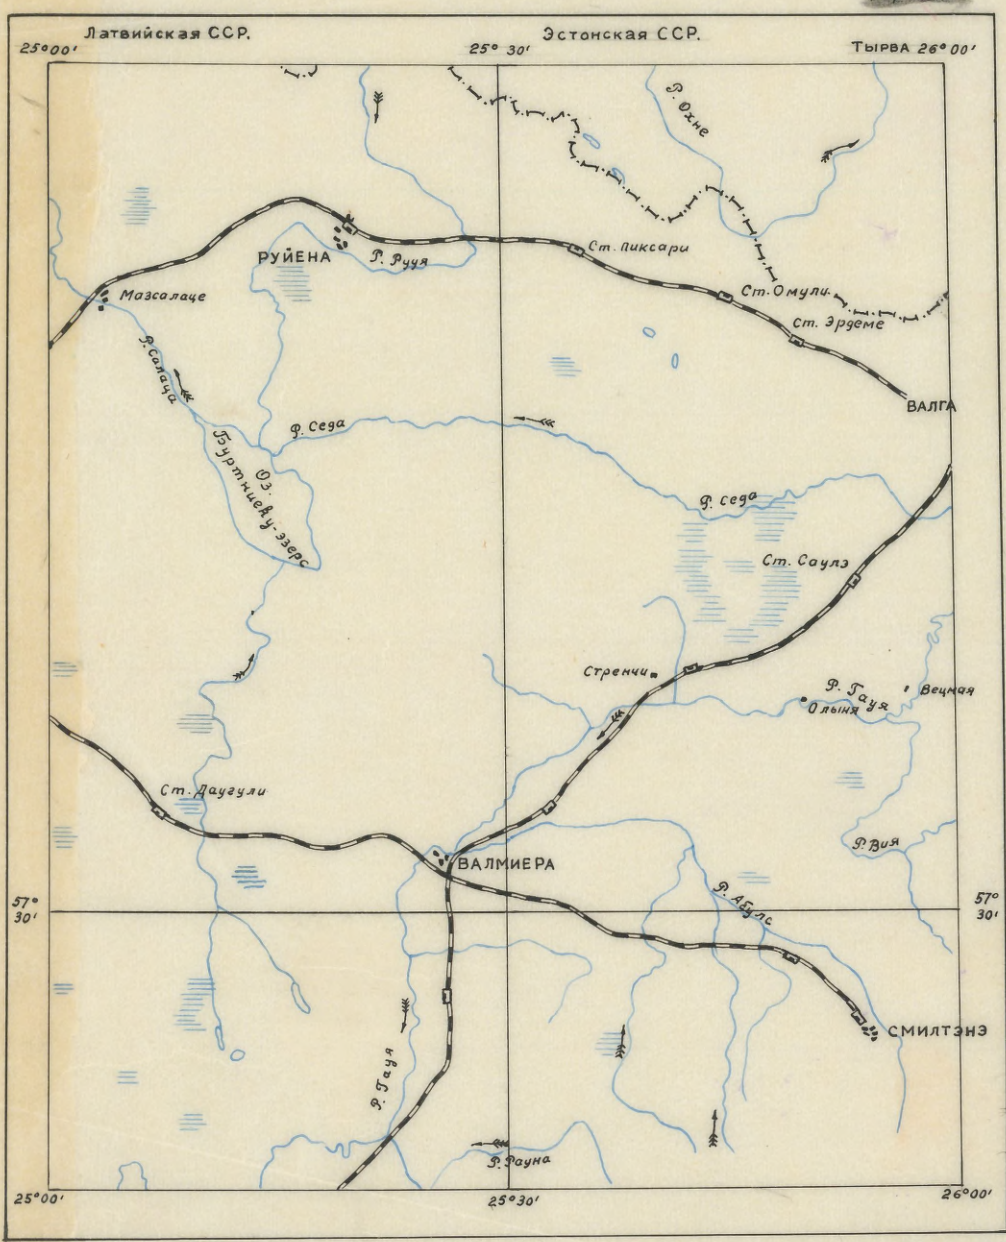 Латвийская ССР.
Эстонская ССР.
25°00'
25° 30'
Тырва 26°00'
Р. Охне
Ст. Пиксари
РУЙЕНА
Р. Рууя
Мазсалаце
Ст. Омули
Ст. Эрдеме
Р. Салаца
ВАЛГА
Р. Седа
Оз.
Буртниеку-эзерс
Р. Седа
Ст. Саулэ
Стренчи
Р. Гауя
Олыня
Вецмая
Ст. Даугули
Р. Вия
ВАЛМИЕРА
57°
30'
Р. Абулс
57°
30'
СМИЛТЭНЭ
Р. Гауя
Р. Рауна
25°00'
25°30'
26°00'